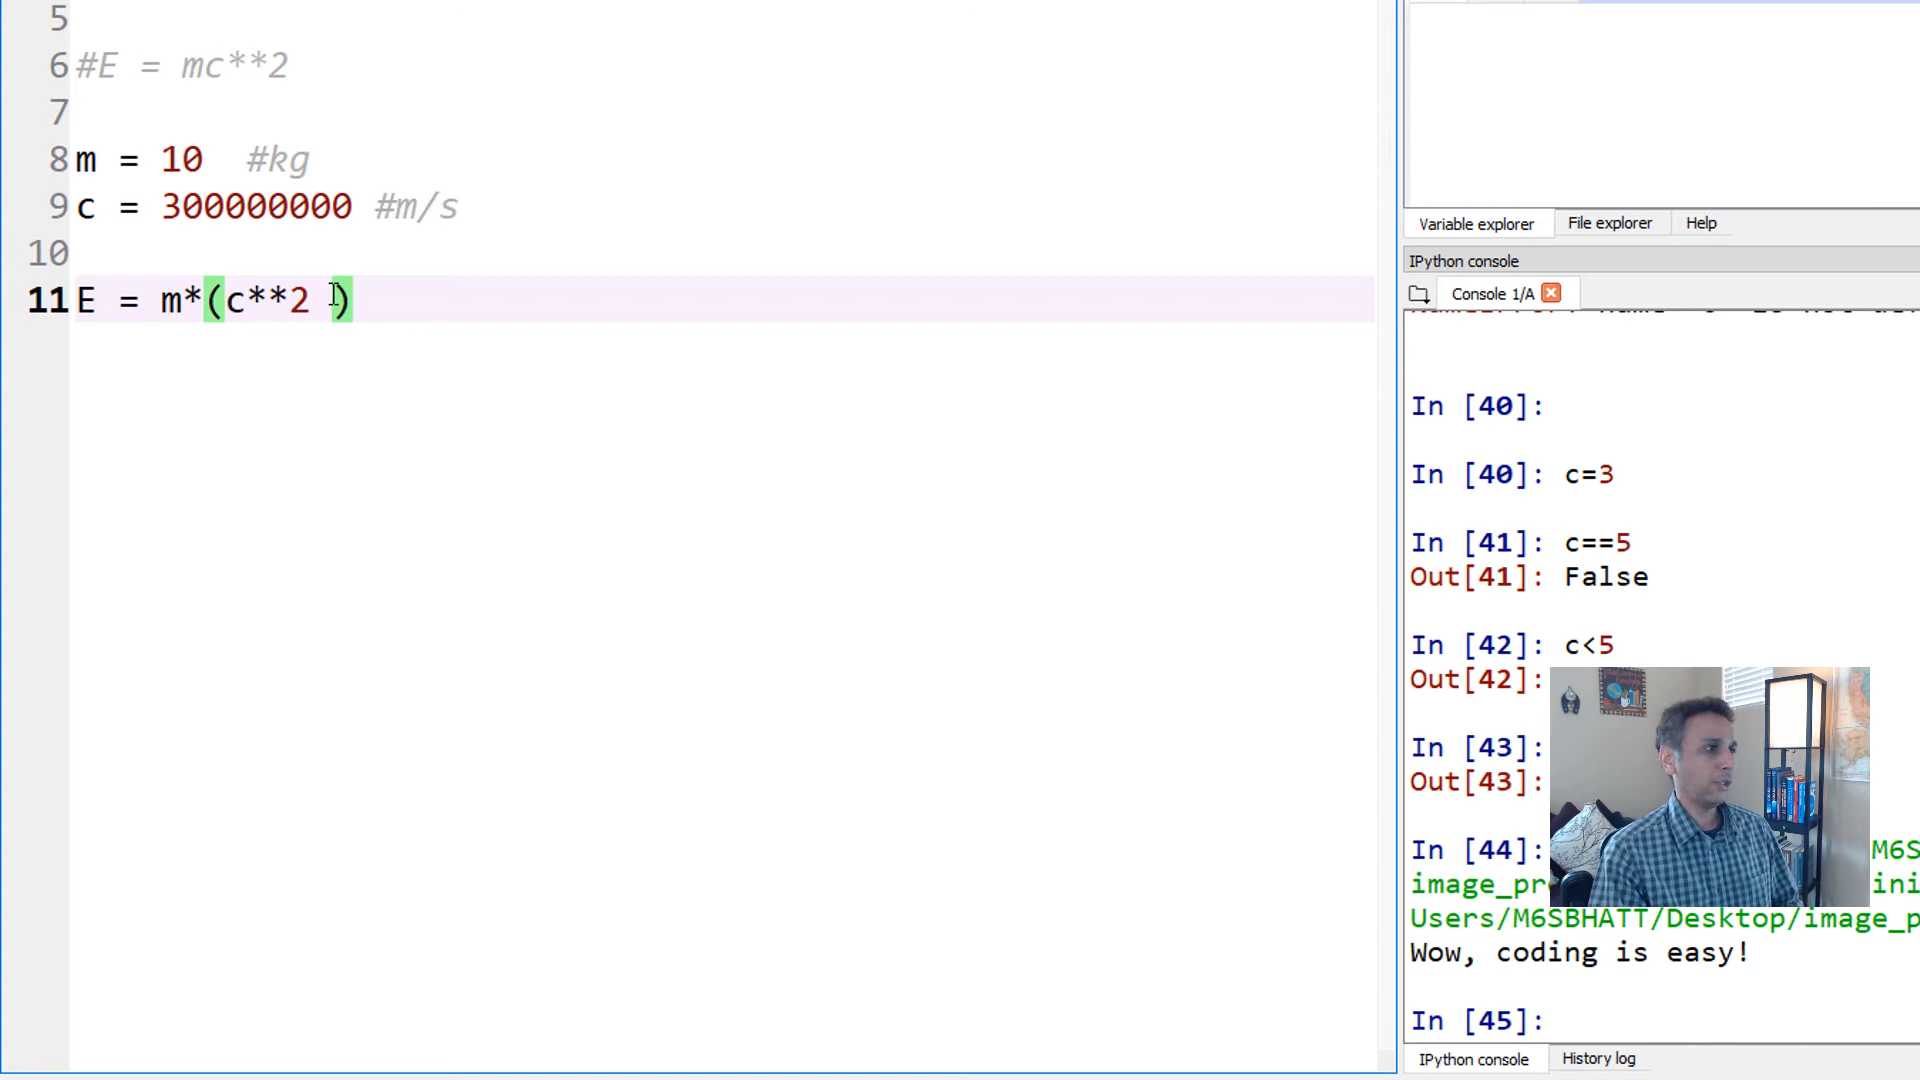 5
6 #E = mc**2
7
8 m = 10 #kg
9 c = 300000000 #m/s
10
11 E = m*(c**2 )
Variable explorer File explorer Help
IPython console
Console 1/A
In [40]:
In [40]: c=3
In [41]: c==5
Out[41]: False
In [42]: c<5
Out[42]:
In [43]:
Out[43]:
In [44]: M6S
image_pr ini
Users/M6SBHATT/Desktop/image_p
Wow, coding is easy!
In [45]:
IPython console History log